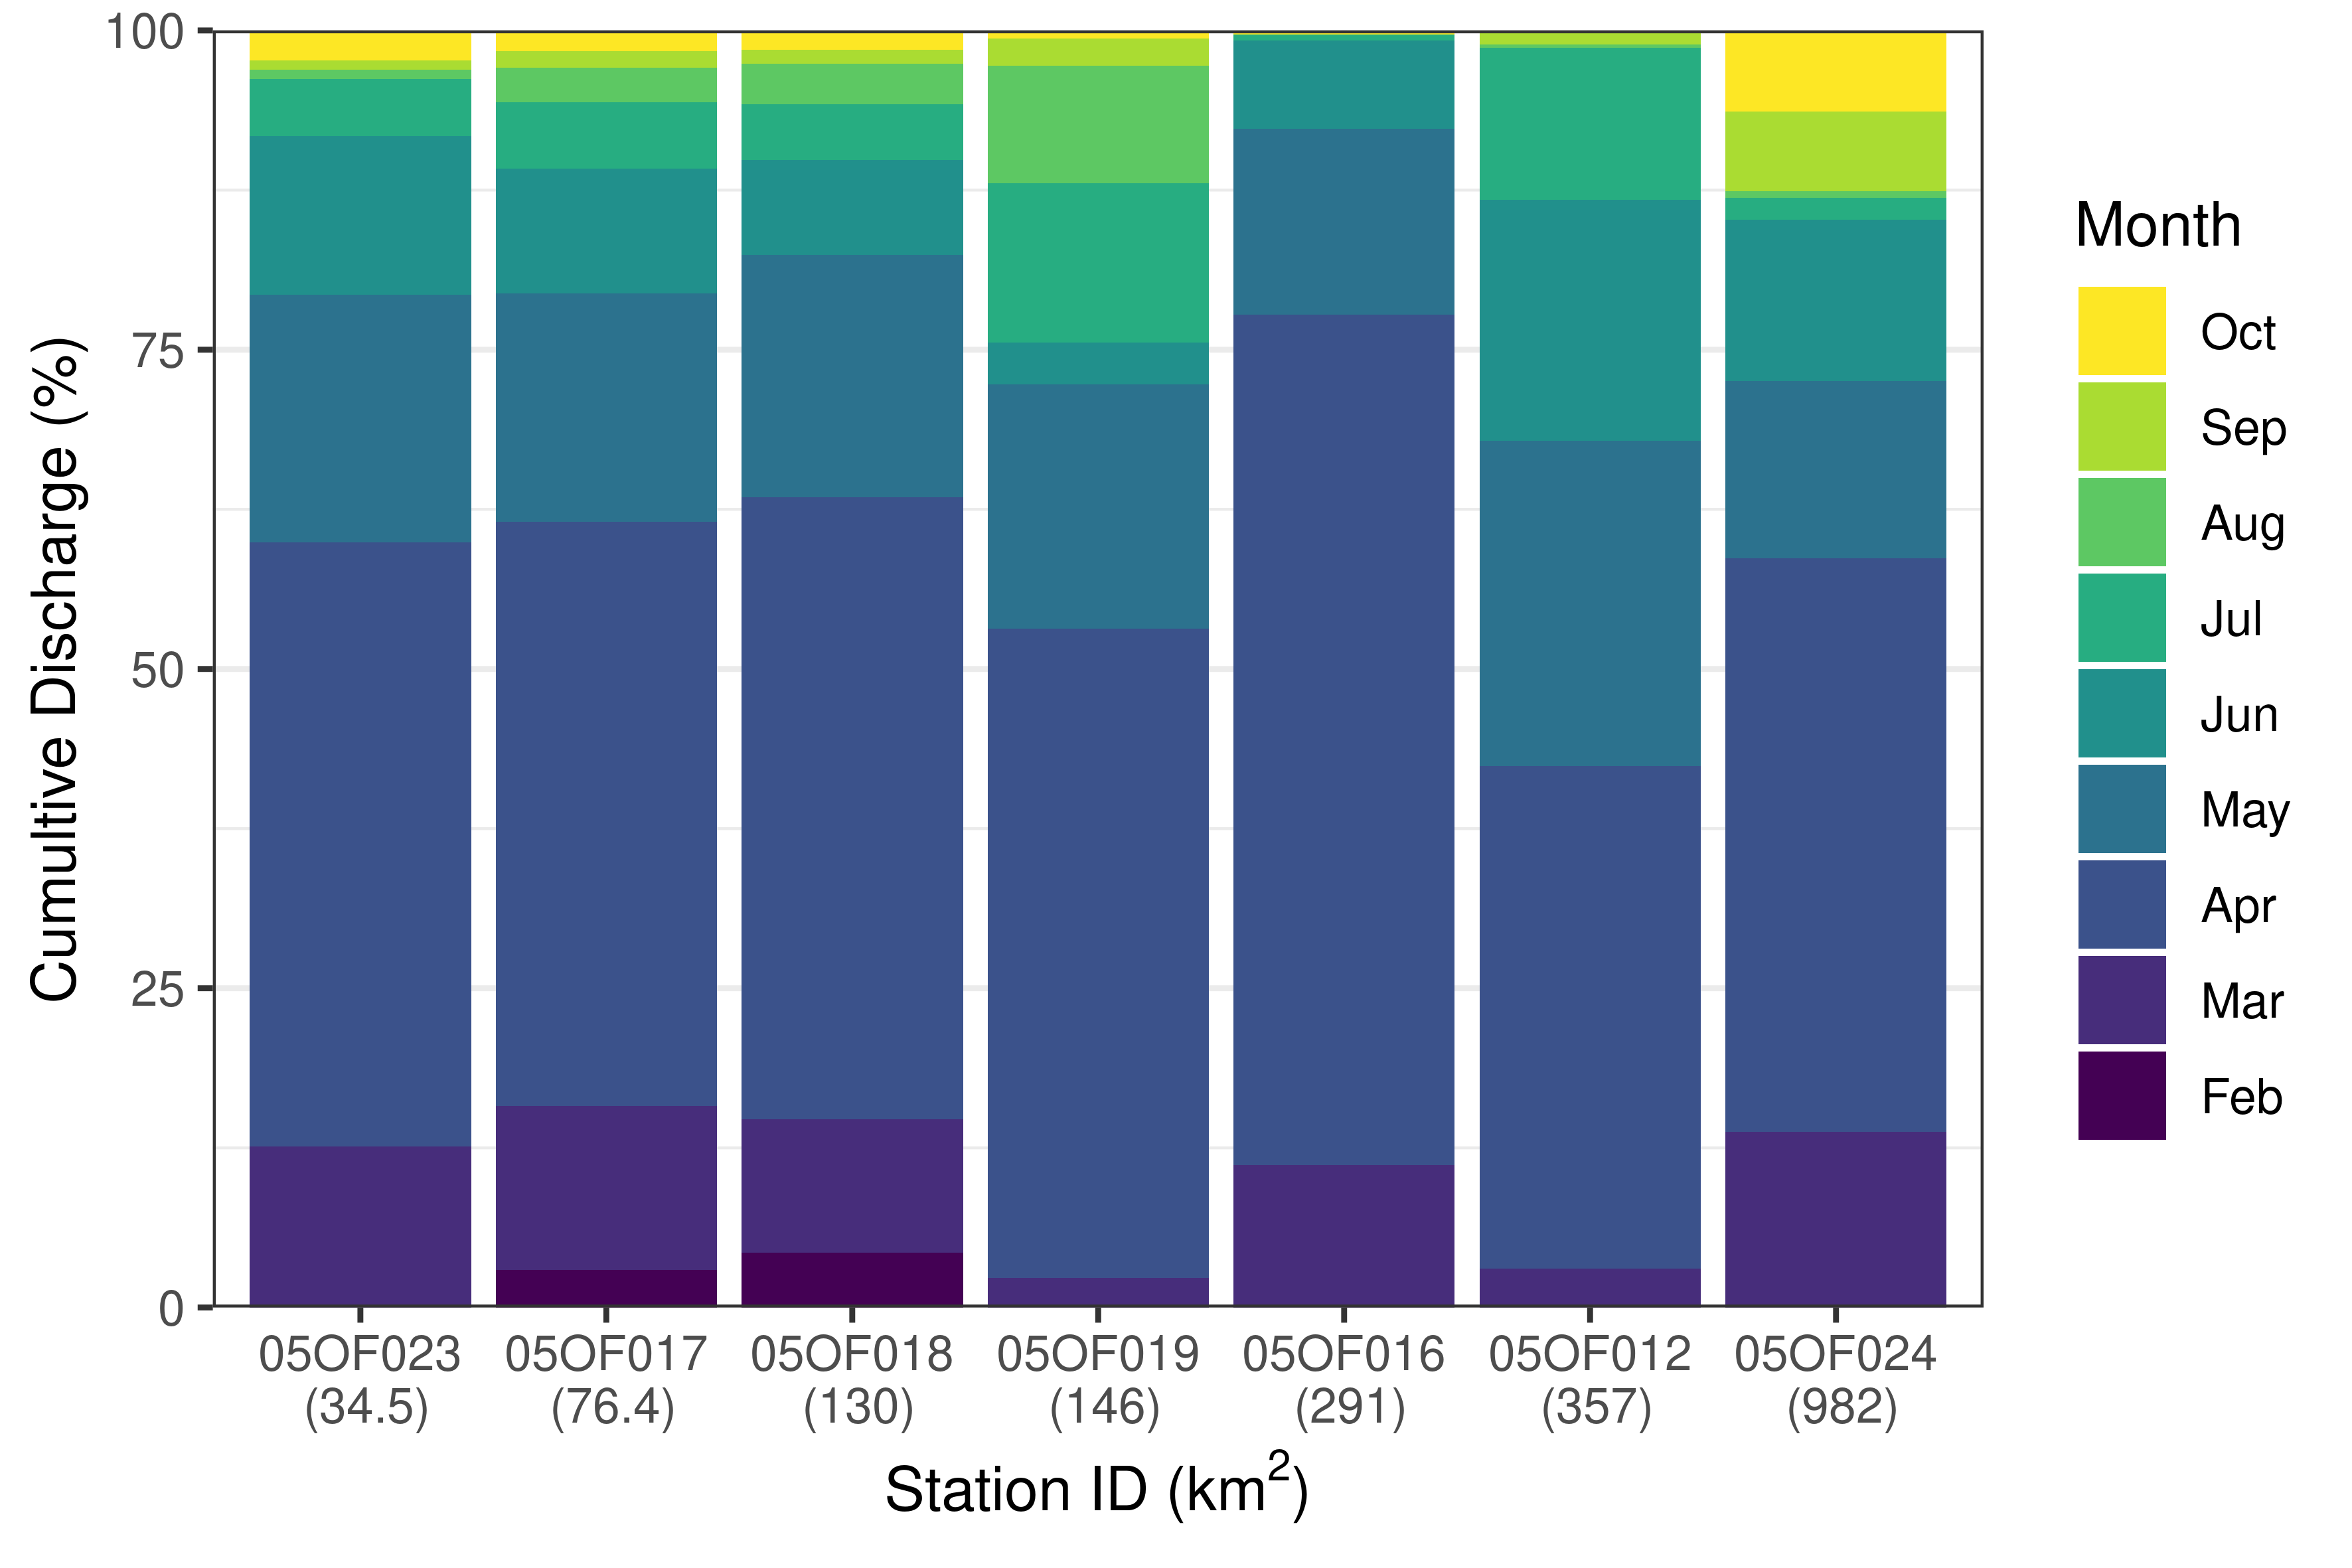 Cumultive Discharge (%)
100
75
50
25
0
05OF023
(34.5)
05OF017
(76.4)
05OF018
(130)
05OF019
(146)
05OF016
(291)
05OF012
(357)
05OF024
(982)
Station ID (km²)
Month
Oct
Sep
Aug
Jul
Jun
May
Apr
Mar
Feb